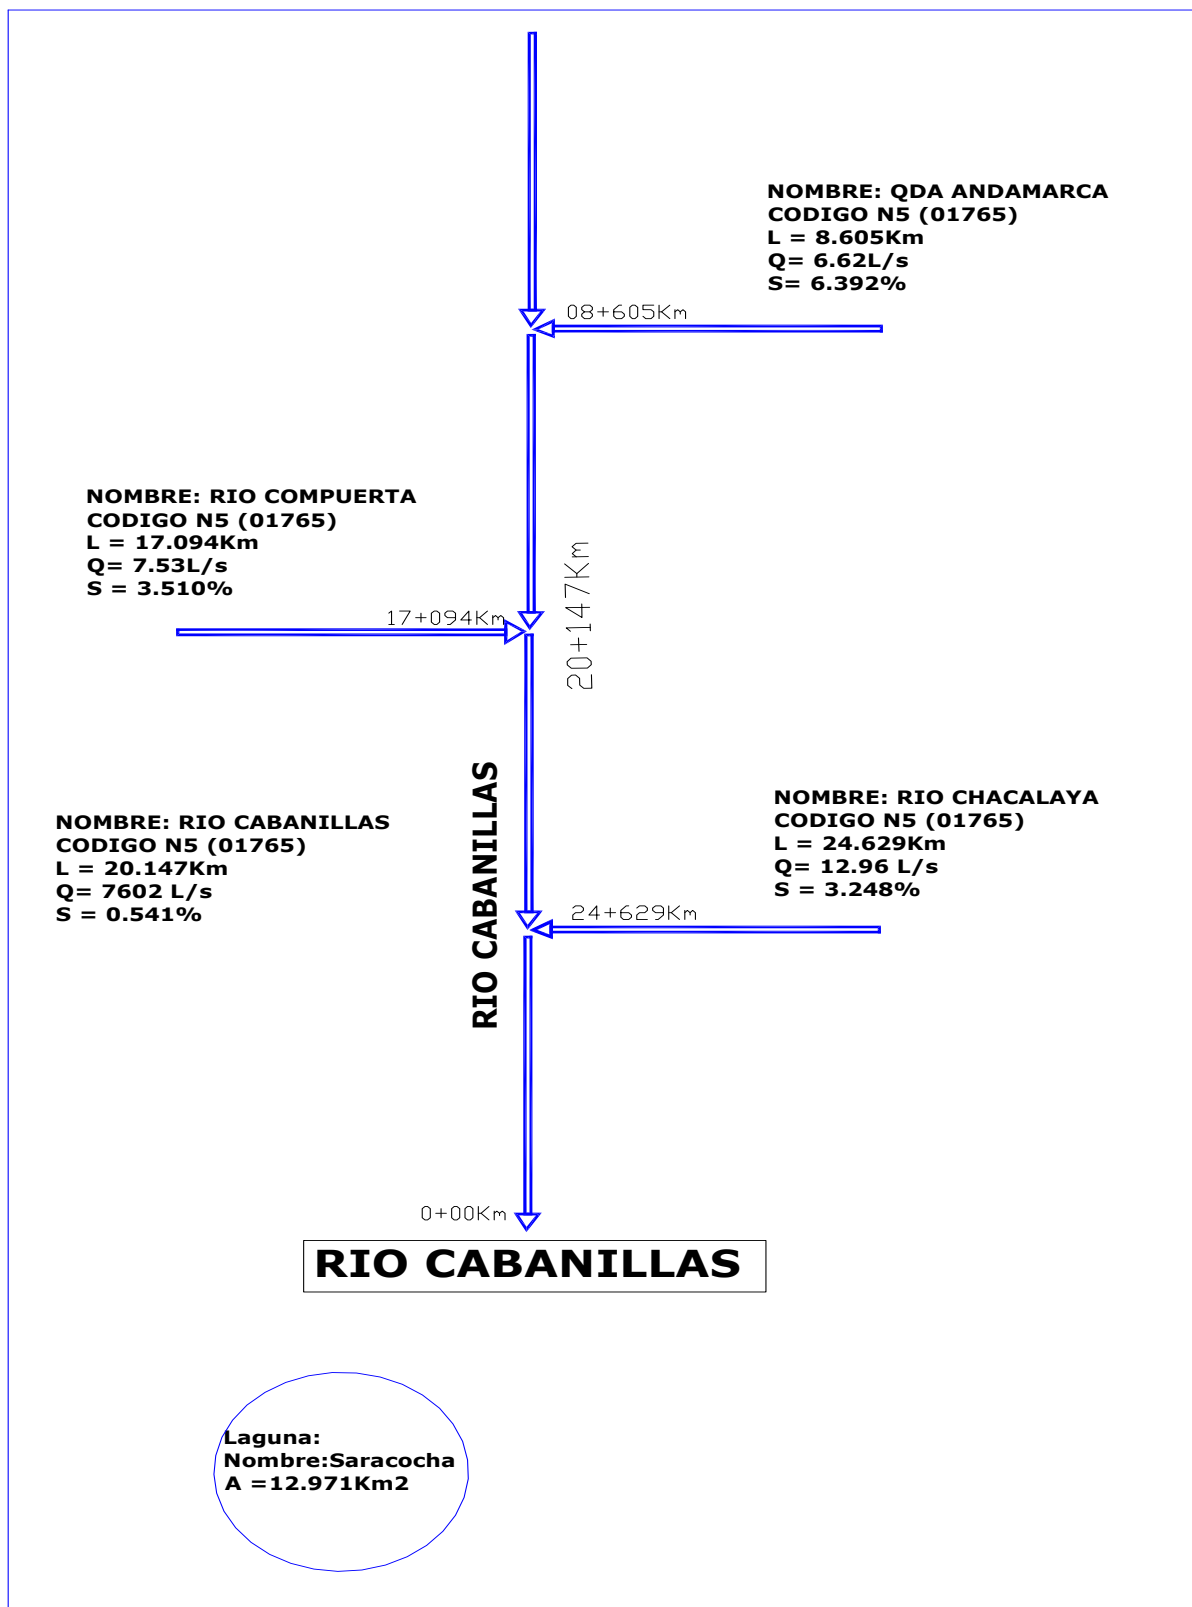 NOMBRE: QDA ANDAMARCA
CODIGO N5 (01765)
L = 8.605Km
Q= 6.62L/s
S= 6.392%
08+605Km
NOMBRE: RIO COMPUERTA
CODIGO N5 (01765)
L = 17.094Km
Q= 7.53L/s
S = 3.510%
17+094Km
20+147Km
RIO CABANILLAS
NOMBRE: RIO CABANILLAS
CODIGO N5 (01765)
L = 20.147Km
Q= 7602 L/s
S = 0.541%
NOMBRE: RIO CHACALAYA
CODIGO N5 (01765)
L = 24.629Km
Q= 12.96 L/s
S = 3.248%
24+629Km
0+00Km
RIO CABANILLAS
Laguna:
Nombre:Saracocha
A =12.971Km2